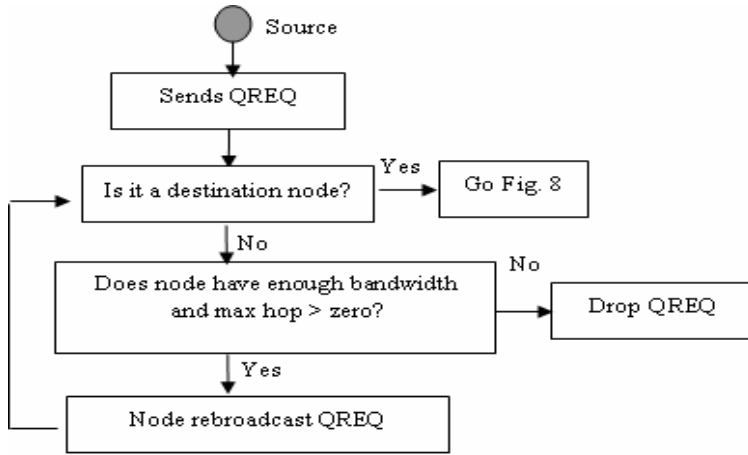 Source
Sends QREQ
Is it a destination node?
Yes
Go Fig. 8
No
Does node have enough bandwidth
and max hop > zero?
No
Drop QREQ
Yes
Node rebroadcast QREQ